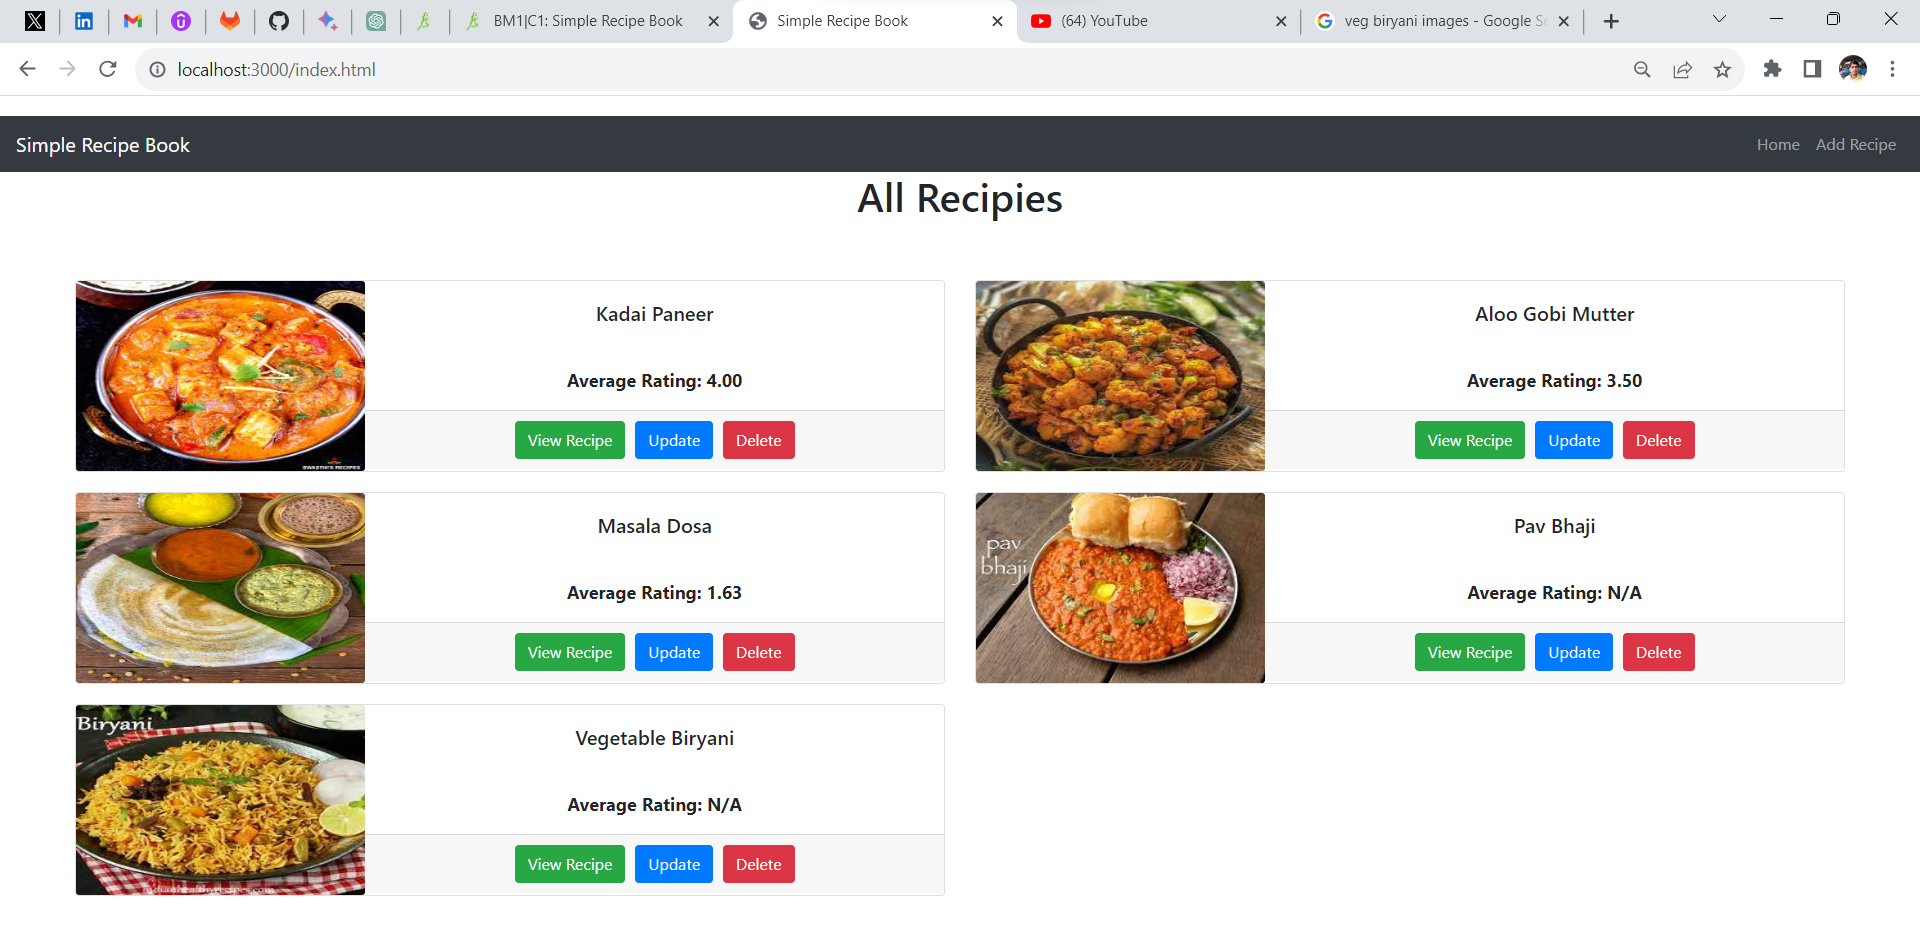 BM1|C1: Simple Recipe Book
Simple Recipe Book
(64) YouTube
veg biryani images - Google Se
localhost:3000/index.html
Simple Recipe Book
Home
Add Recipe
All Recipies
Kadai Paneer
Average Rating: 4.00
View Recipe
Update
Delete
SWASTHI'S RECIPES
Aloo Gobi Mutter
Average Rating: 3.50
View Recipe
Update
Delete
Masala Dosa
Average Rating: 1.63
View Recipe
Update
Delete
pav
bhaji
Pav Bhaji
Average Rating: N/A
View Recipe
Update
Delete
Biryani
Vegetable Biryani
Average Rating: N/A
View Recipe
Update
Delete